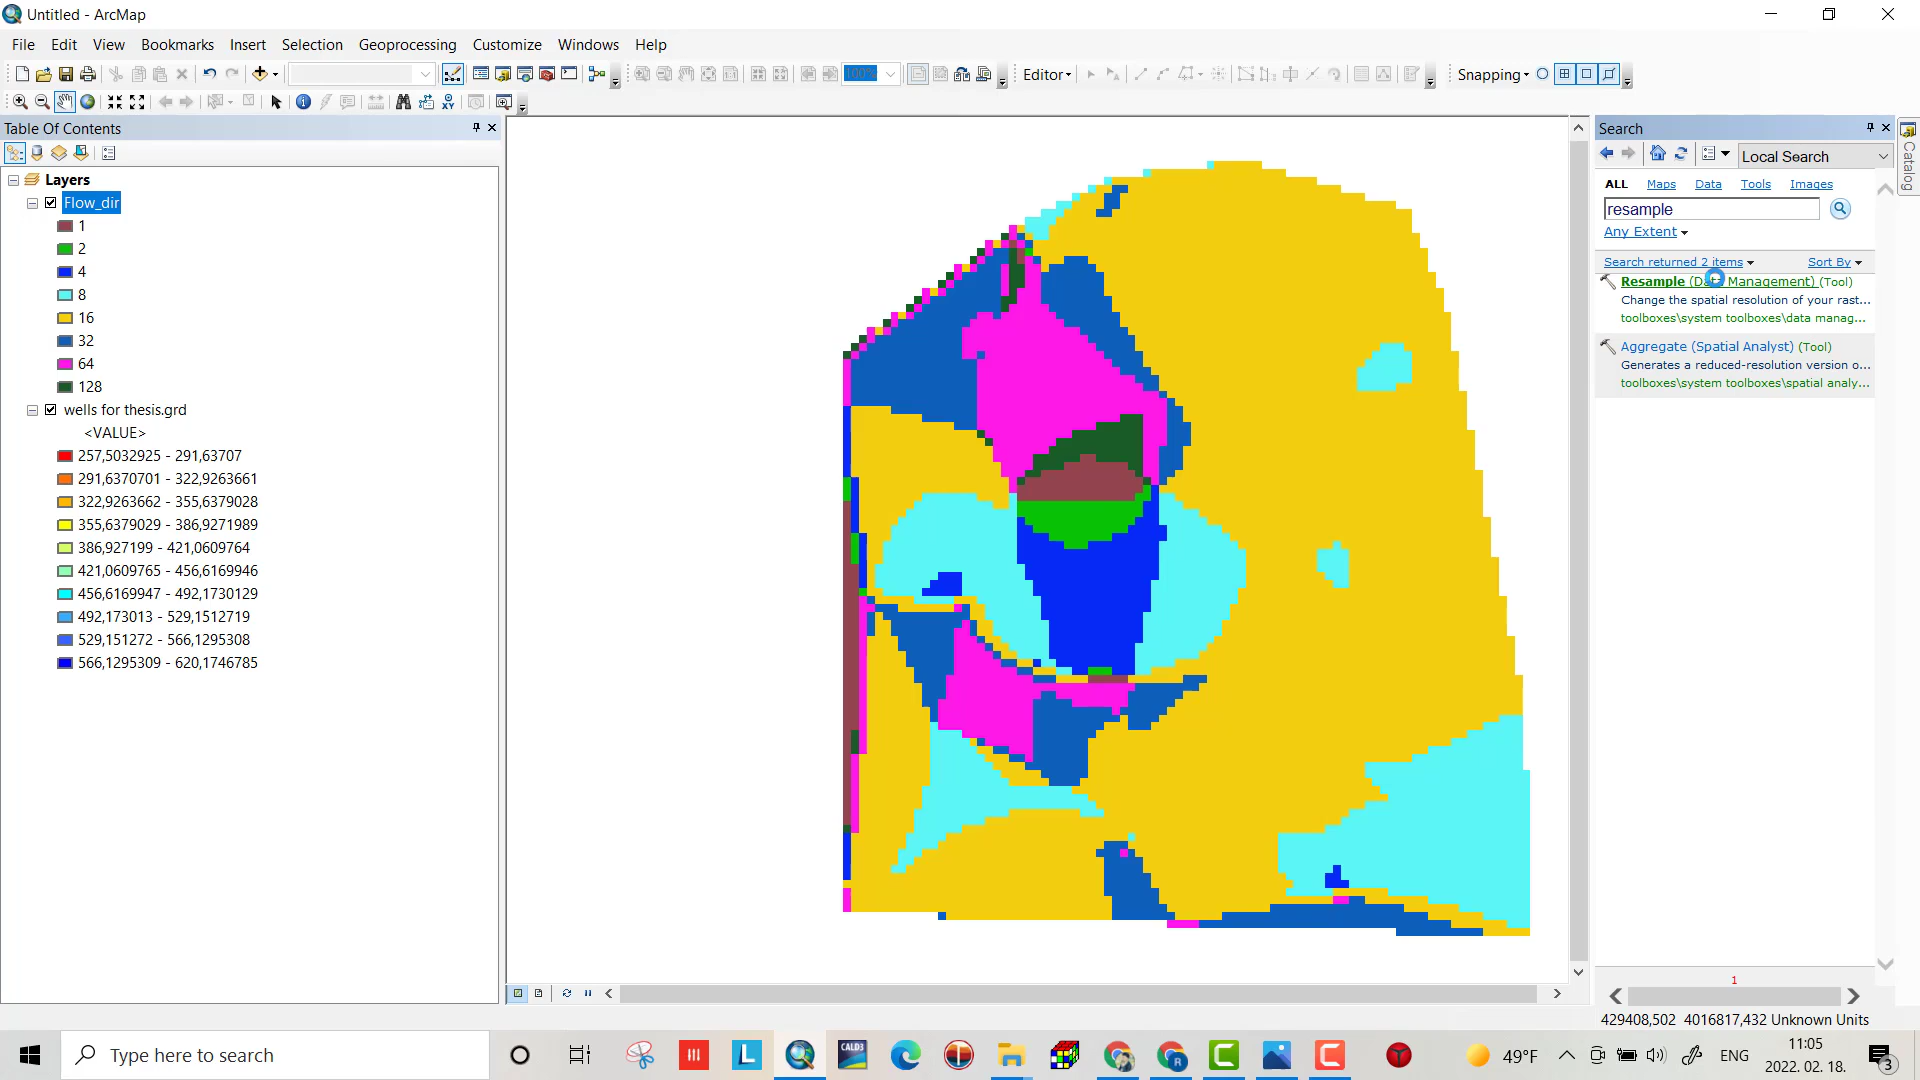 Untitled - ArcMap
File Edit View Bookmarks Insert Selection Geoprocessing Customize Windows Help
100% Editor Snapping
Table Of Contents
Layers
Flow_dir
1
2
4
8
16
32
64
128
wells for thesis.grd
<VALUE>
257,5032925 - 291,63707
291,6370701 - 322,9263661
322,9263662 - 355,6379028
355,6379029 - 386,9271989
386,927199 - 421,0609764
421,0609765 - 456,6169946
456,6169947 - 492,1730129
492,173013 - 529,1512719
529,151272 - 566,1295308
566,1295309 - 620,1746785
Search
Local Search
ALL Maps Data Tools Images
resample
Any Extent
Search returned 2 items Sort By
Resample (Data Management) (Tool)
Change the spatial resolution of your rast...
toolboxes\system toolboxes\data manag...
Aggregate (Spatial Analyst) (Tool)
Generates a reduced-resolution version o...
toolboxes\system toolboxes\spatial analy...
1
Catalog
429408,502 4016817,432 Unknown Units
Type here to search
L
CALD3
R
49°F
ENG
11:05
2022. 02. 18.
3